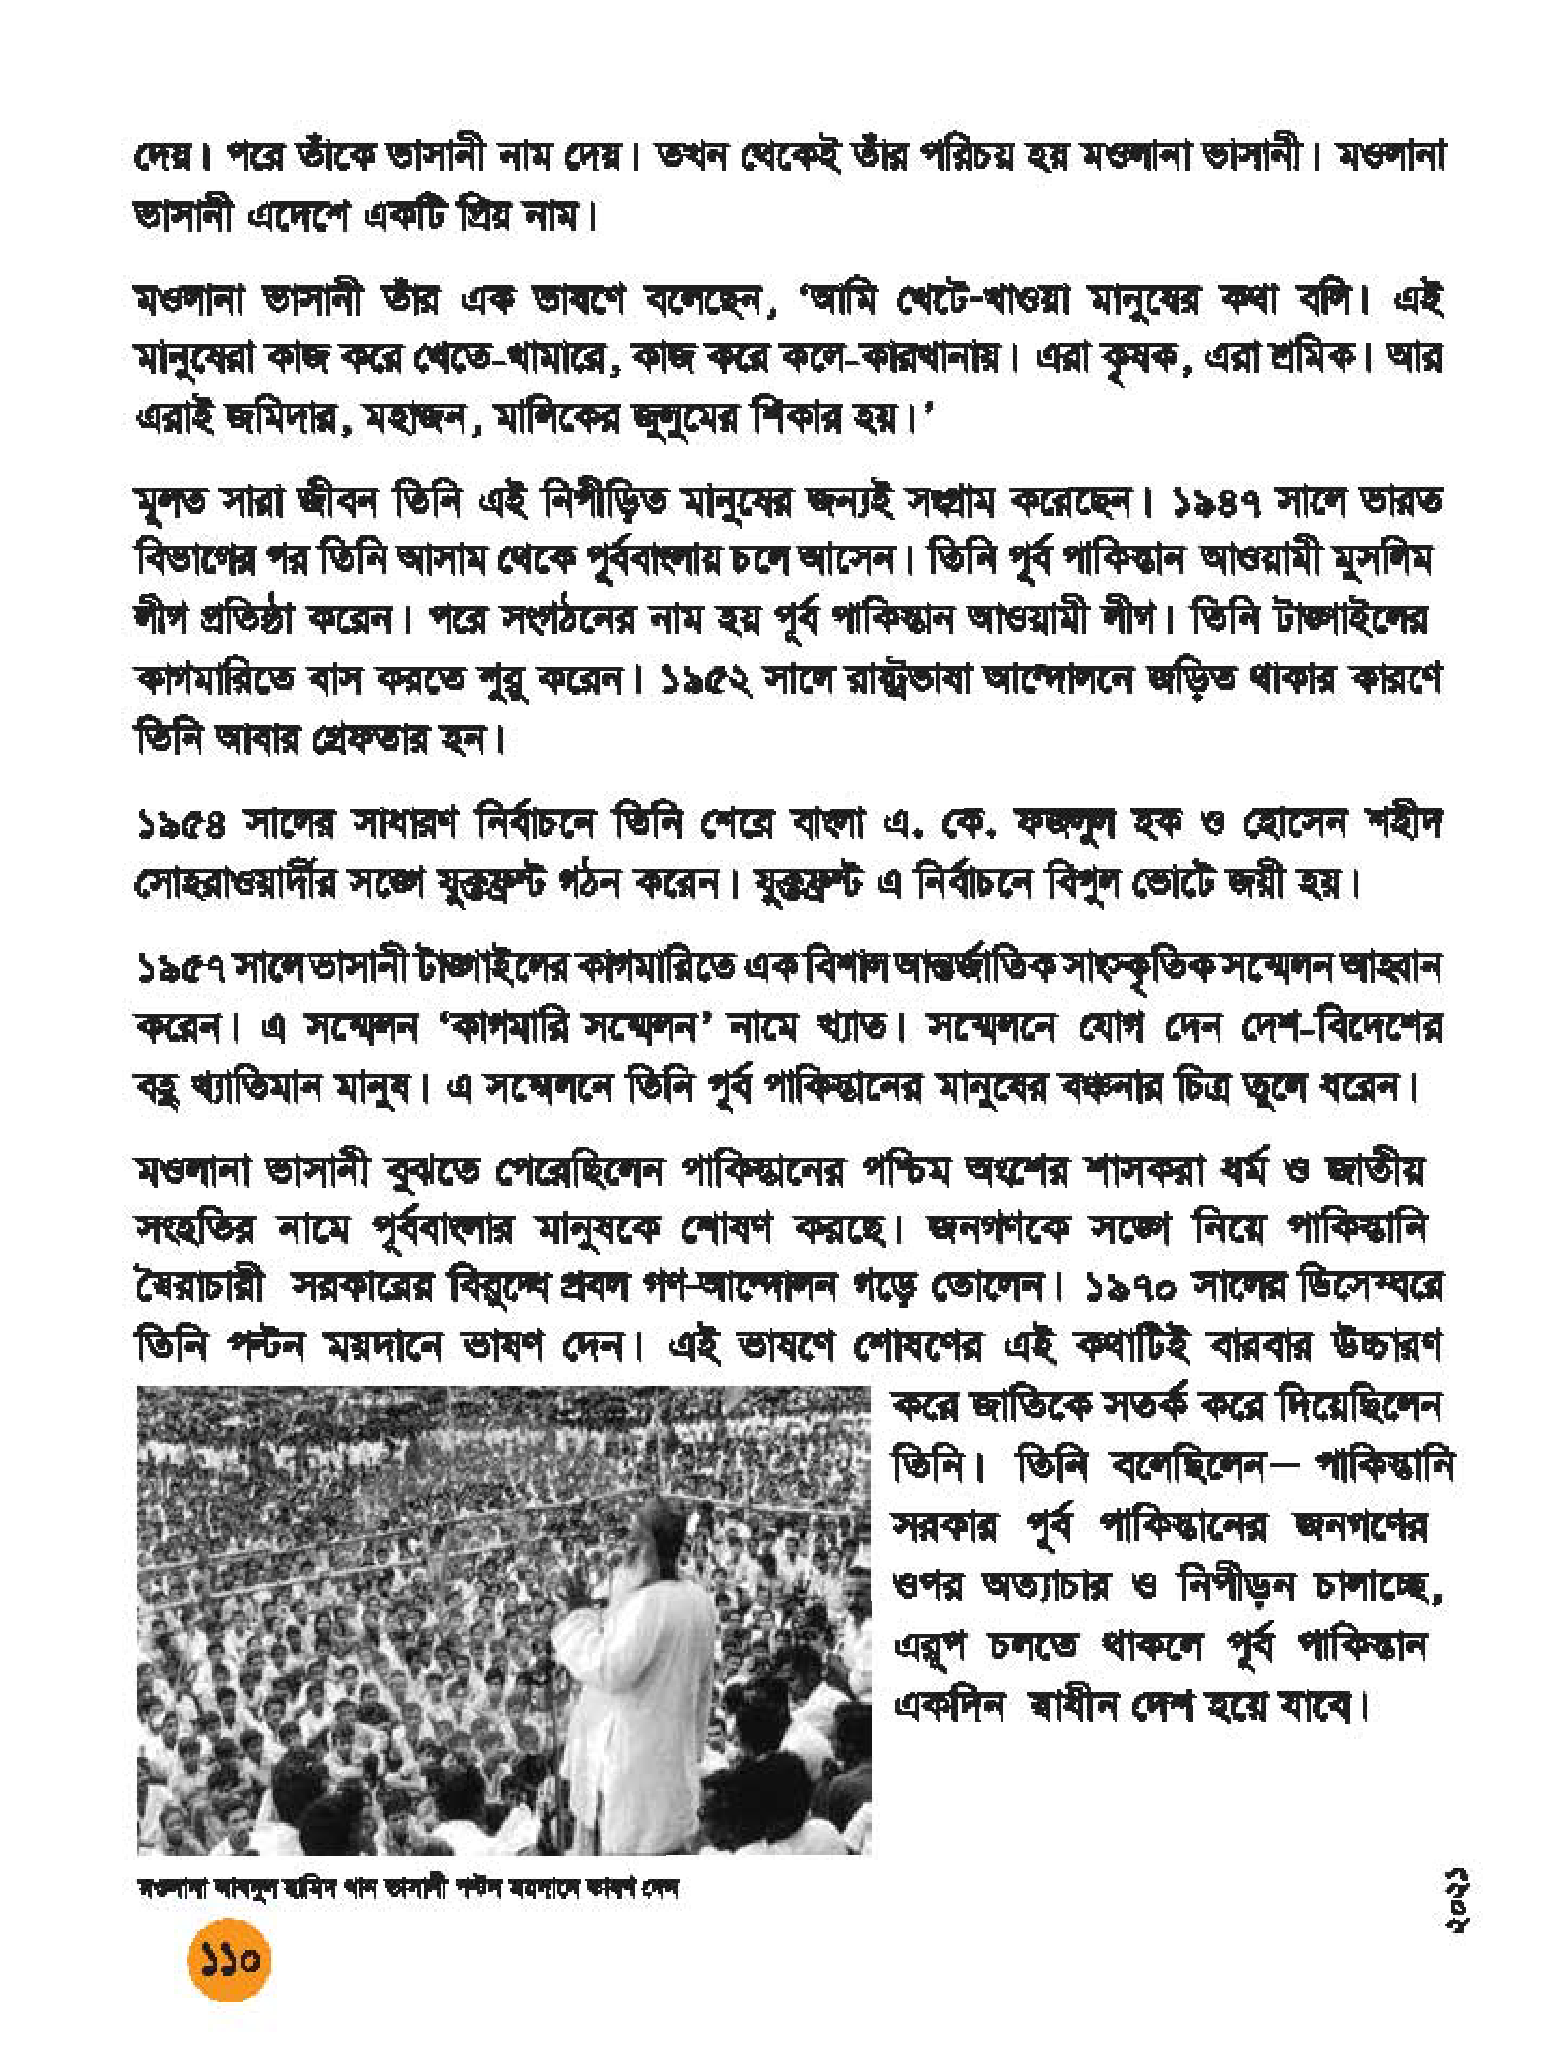 দেয়। পরে তাঁকে ভাসানী নাম দেয়। তখন থেকেই তাঁর পরিচয় হয় মওলানা ভাসানী। মওলানা
ভাসানী এদেশে একটি প্রিয় নাম।
মওলানা ভাসানী তাঁর এক ভাষণে বলেছেন, ‘আমি খেটে-খাওয়া মানুষের কথা বলি। এই
মানুষেরা কাজ করে খেতে-খামারে, কাজ করে কলে-কারখানায়। এরা কৃষক, এরা শ্রমিক। আর
এরাই জমিদার, মহাজন, মালিকের জুলুমের শিকার হয়।’
মূলত সারা জীবন তিনি এই নিপীড়িত মানুষের জন্যই সংগ্রাম করেছেন। ১৯৪৭ সালে ভারত
বিভাগের পর তিনি আসাম থেকে পূর্ববাংলায় চলে আসেন। তিনি পূর্ব পাকিস্তান আওয়ামী মুসলিম
লীগ প্রতিষ্ঠা করেন। পরে সংগঠনের নাম হয় পূর্ব পাকিস্তান আওয়ামী লীগ। তিনি টাঙ্গাইলের
কাগমারিতে বাস করতে শুরু করেন। ১৯৫২ সালে রাষ্ট্রভাষা আন্দোলনে জড়িত থাকার কারণে
তিনি আবার গ্রেফতার হন।
১৯৫৪ সালের সাধারণ নির্বাচনে তিনি শেরে বাংলা এ. কে. ফজলুল হক ও হোসেন শহীদ
সোহরাওয়ার্দীর সঙ্গে যুক্তফ্রন্ট গঠন করেন। যুক্তফ্রন্ট এ নির্বাচনে বিপুল ভোটে জয়ী হয়।
১৯৫৭ সালে ভাসানী টাঙ্গাইলের কাগমারিতে এক বিশাল আন্তর্জাতিক সাংস্কৃতিক সম্মেলন আহ্বান
করেন। এ সম্মেলন ‘কাগমারি সম্মেলন’ নামে খ্যাত। সম্মেলনে যোগ দেন দেশ-বিদেশের
বহু খ্যাতিমান মানুষ। এ সম্মেলনে তিনি পূর্ব পাকিস্তানের মানুষের বঞ্চনার চিত্র তুলে ধরেন।
মওলানা ভাসানী বুঝতে পেরেছিলেন পাকিস্তানের পশ্চিম অংশের শাসকরা ধর্ম ও জাতীয়
সংহতির নামে পূর্ববাংলার মানুষকে শোষণ করছে। জনগণকে সঙ্গে নিয়ে পাকিস্তানি
স্বৈরাচারী সরকারের বিরুদ্ধে প্রবল গণ-আন্দোলন গড়ে তোলেন। ১৯৭০ সালের ডিসেম্বরে
তিনি পল্টন ময়দানে ভাষণ দেন। এই ভাষণে শোষণের এই কথাটিই বারবার উচ্চারণ
করে জাতিকে সতর্ক করে দিয়েছিলেন
তিনি। তিনি বলেছিলেন– পাকিস্তানি
সরকার পূর্ব পাকিস্তানের জনগণের
ওপর অত্যাচার ও নিপীড়ন চালাচ্ছে,
এরূপ চলতে থাকলে পূর্ব পাকিস্তান
একদিন স্বাধীন দেশ হয়ে যাবে।
মওলানা আবদুল হামিদ খান ভাসানী পল্টন ময়দানে ভাষণ দেন
২০২১
১১০